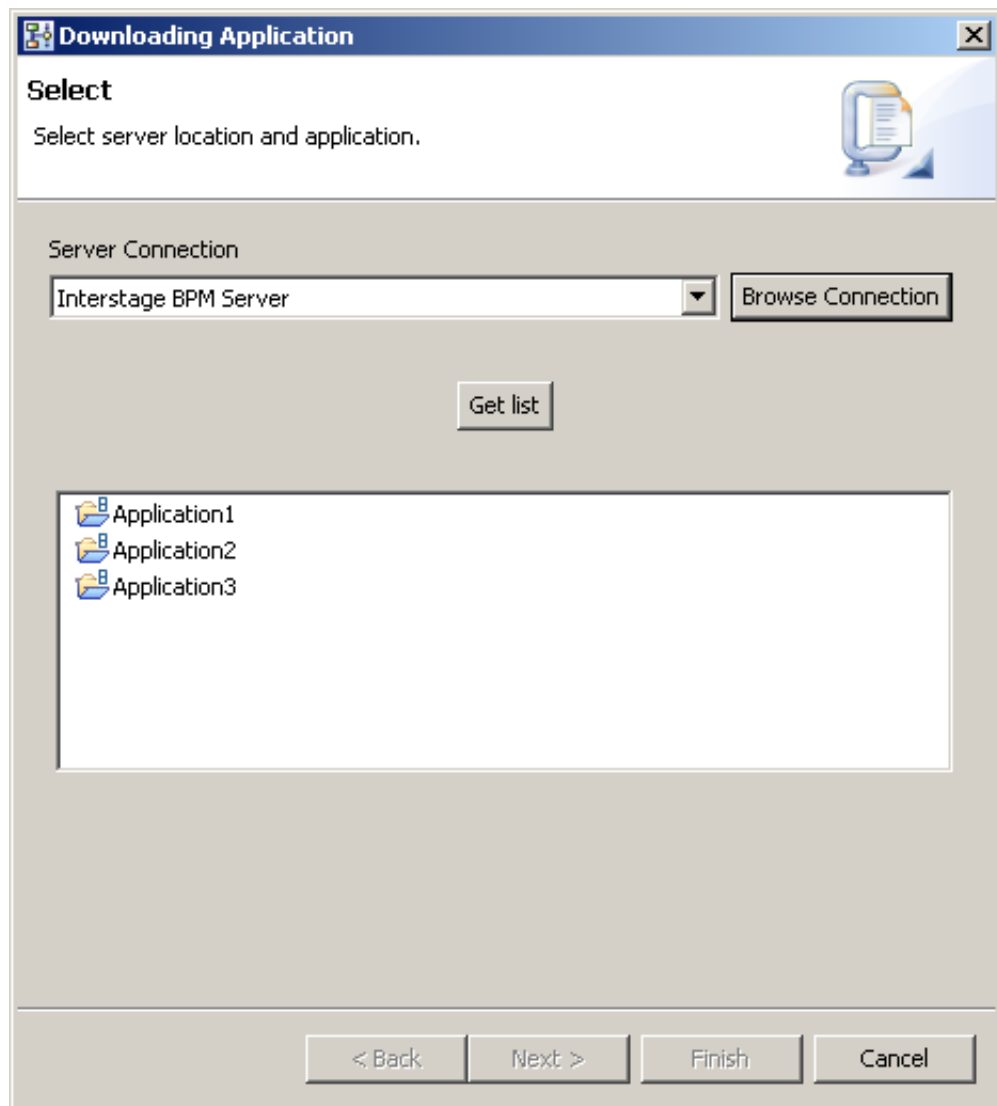 Downloading Application
Select
Select server location and application.
Server Connection
Interstage BPM Server
Browse Connection
Get list
Application1
Application2
Application3
< Back
Next >
Finish
Cancel